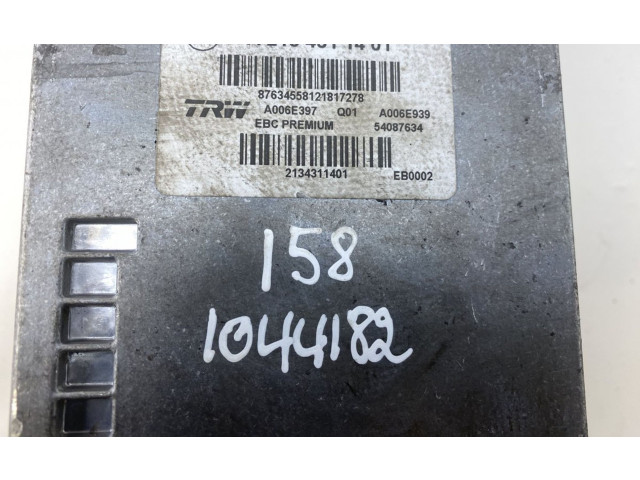 87634558121817278
TRW A006E397 Q01 A006E939
EBC PREMIUM 54087634
2134311401 EB0002
158
1044182